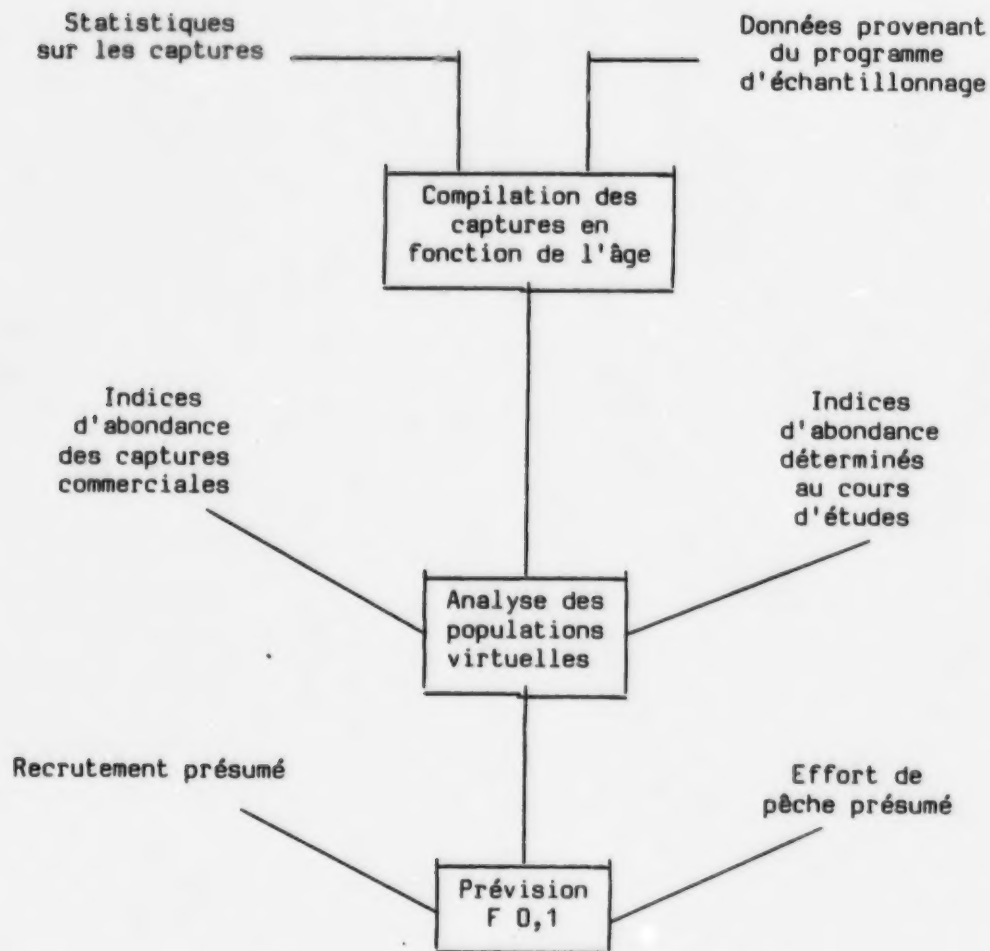 Statistiques
sur les captures
Données provenant
du programme
d'échantillonnage
Compilation des
captures en
fonction de l'âge
Indices
d'abondance
des captures
commerciales
Indices
d'abondance
déterminés
au cours
d'études
Analyse des
populations
virtuelles
Recrutement présumé
Effort de
pêche présumé
Prévision
F 0,1